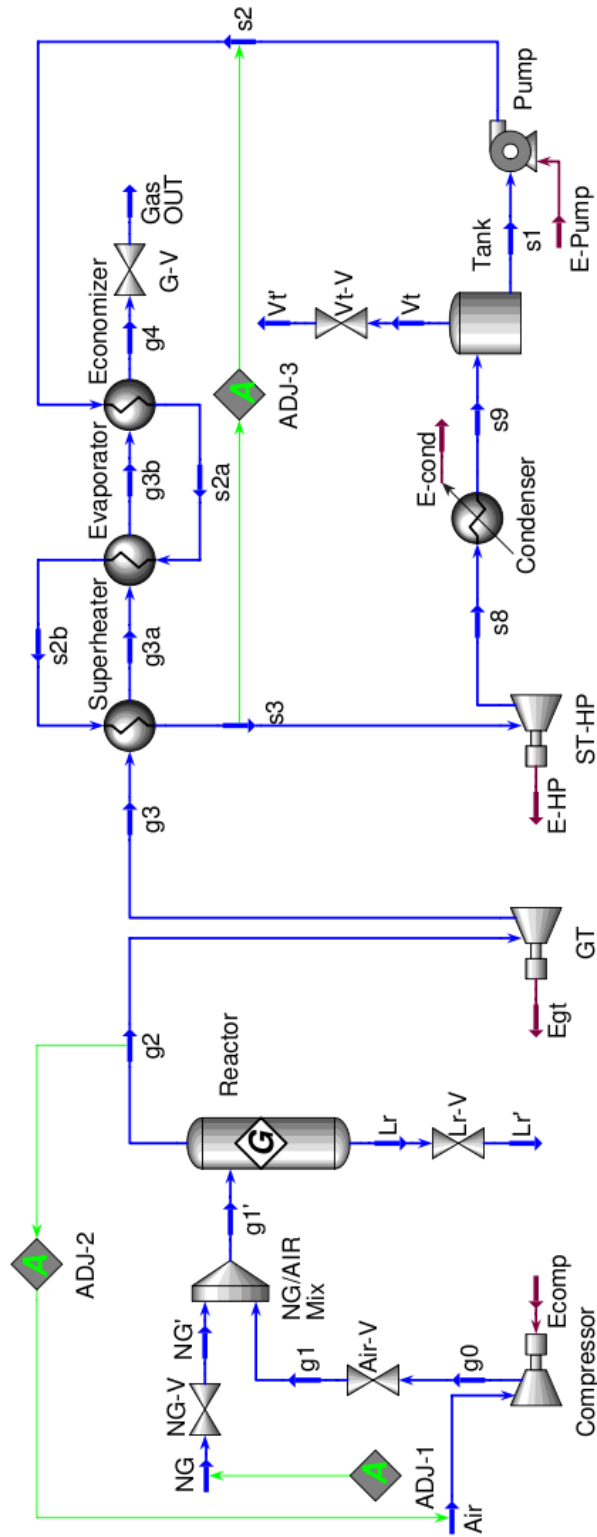 ADJ-2
A
NG
NG-V
NG'
NG/AIR
Mix
g1'
Reactor
G
g2
Lr
Lr-V
Lr'
A
ADJ-1
Air
Compressor
Ecomp
g0
Air-V
g1
Egt
GT
g3
Superheater
g3a
Evaporator
g3b
Economizer
g4
G-V
Gas
OUT
s2b
s2a
s2
s3
A
ADJ-3
E-HP
ST-HP
s8
Condenser
E-cond
s9
Tank
Vt
Vt-V
Vt'
s1
Pump
E-Pump